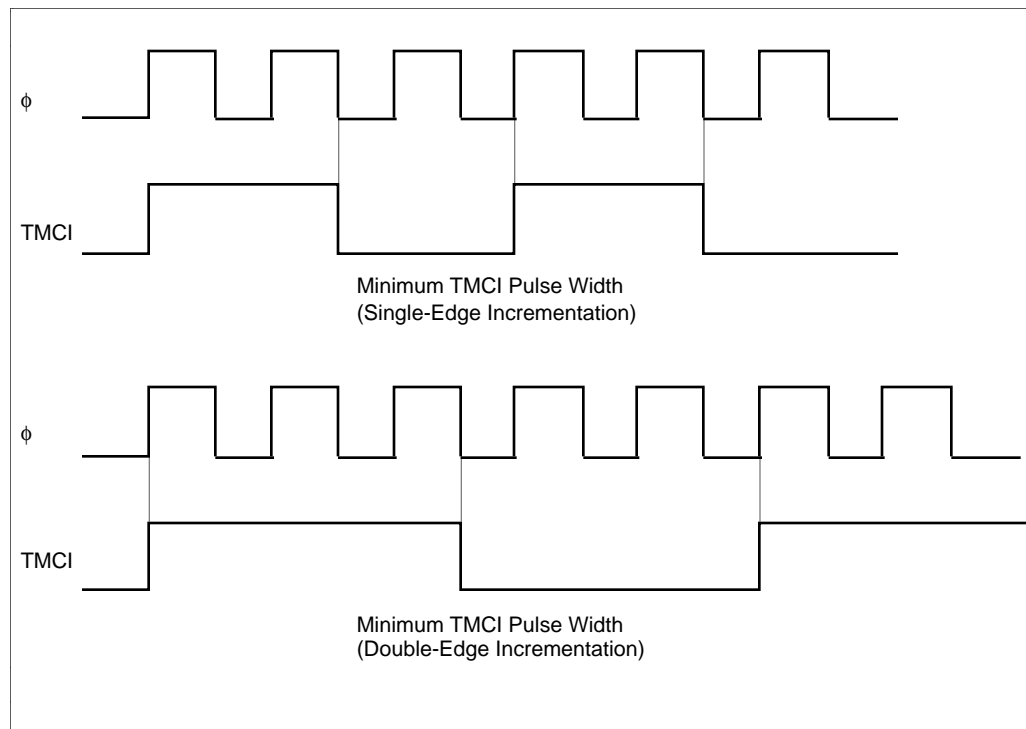 ϕ
TMCI
Minimum TMCI Pulse Width
(Single-Edge Incrementation)
ϕ
TMCI
Minimum TMCI Pulse Width
(Double-Edge Incrementation)